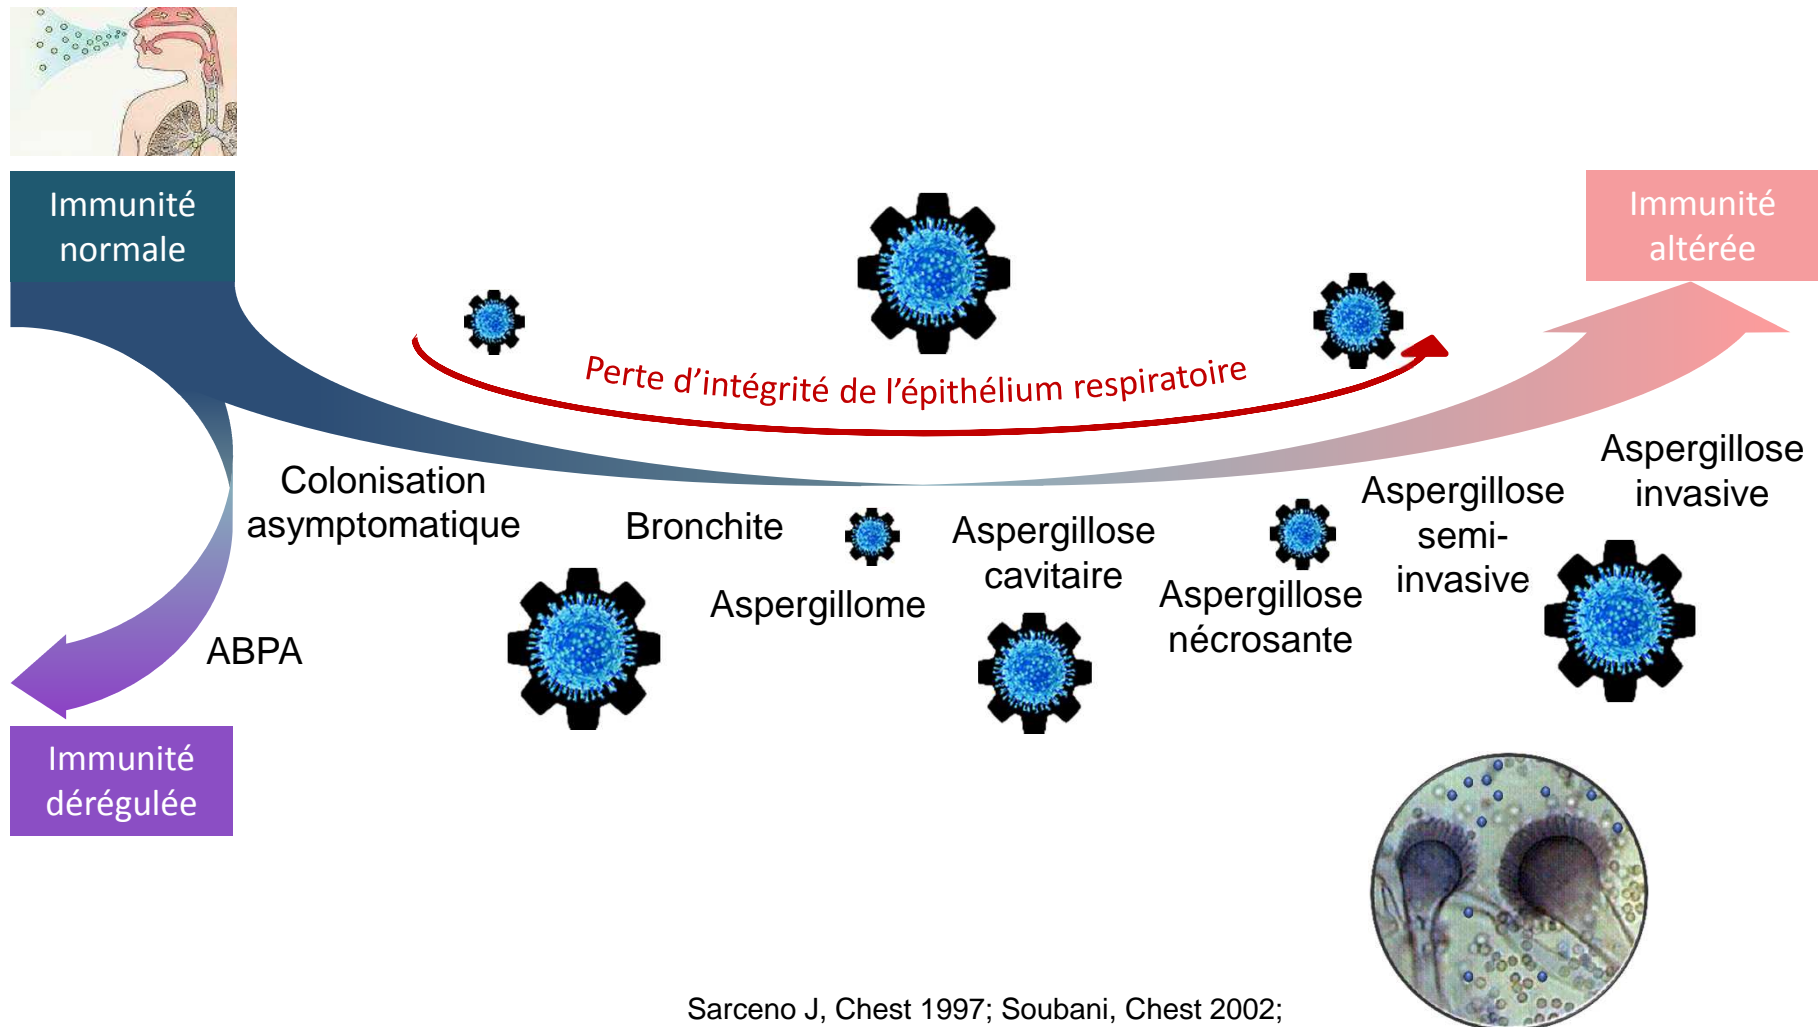 Immunité
normale
Immunité
altérée
Perte d'intégrité de l'épithélium respiratoire
Colonisation
asymptomatique
Bronchite
Aspergillome
Aspergillose
cavitaire
Aspergillose
nécrosante
Aspergillose
semi-
invasive
Aspergillose
invasive
ABPA
Immunité
dérégulée
Sarceno J, Chest 1997; Soubani, Chest 2002;